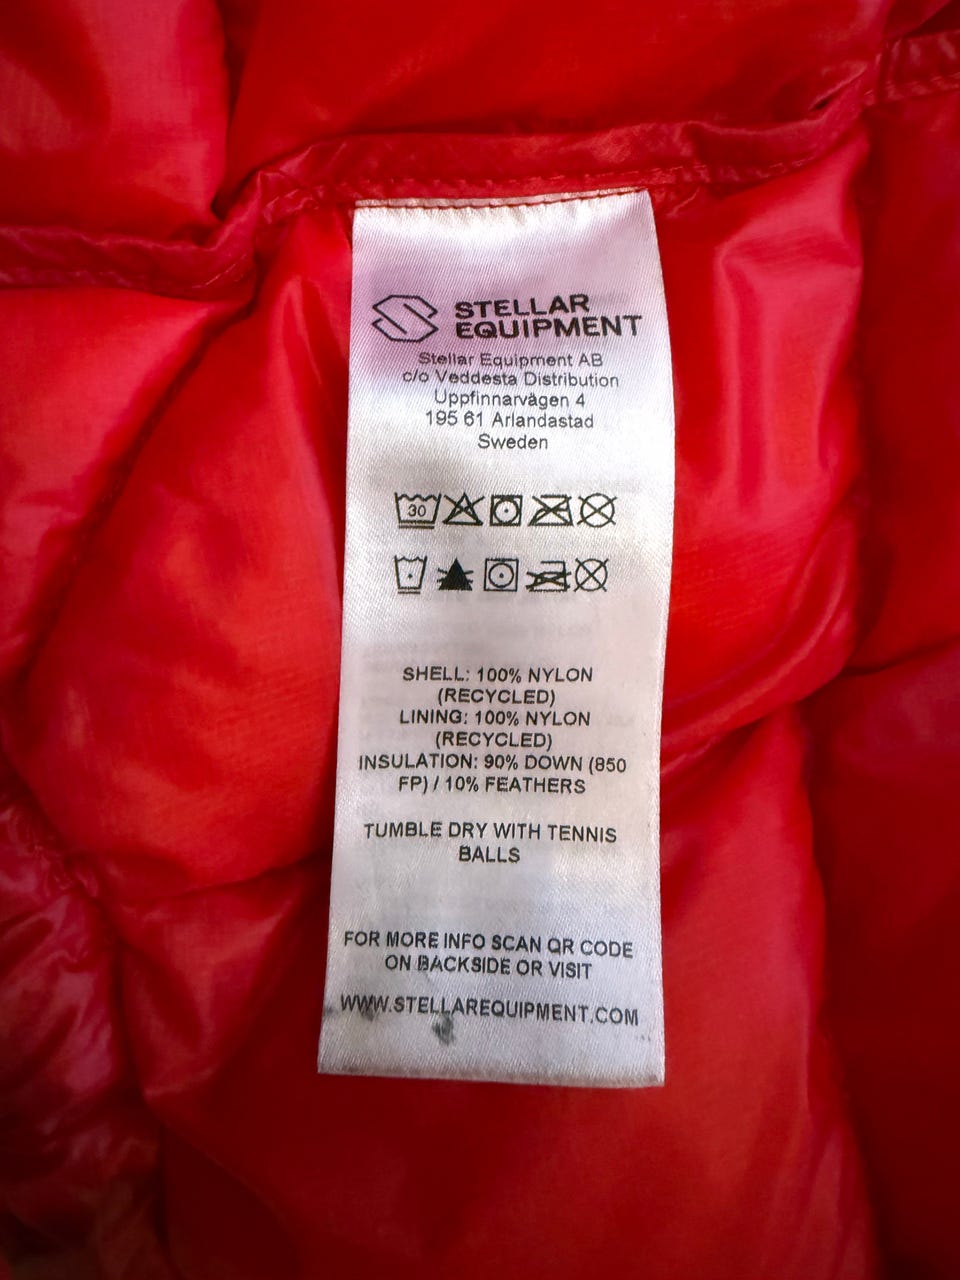 STELLAR
EQUIPMENT
Stellar Equipment AB
c/o Veddesta Distribution
Uppfinnarvägen 4
195 61 Arlandastad
Sweden
30
SHELL: 100% NYLON
(RECYCLED)
LINING: 100% NYLON
(RECYCLED)
INSULATION: 90% DOWN (850
FP) / 10% FEATHERS
TUMBLE DRY WITH TENNIS
BALLS
FOR MORE INFO SCAN QR CODE
ON BACKSIDE OR VISIT
WWW.STELLAREQUIPMENT.COM